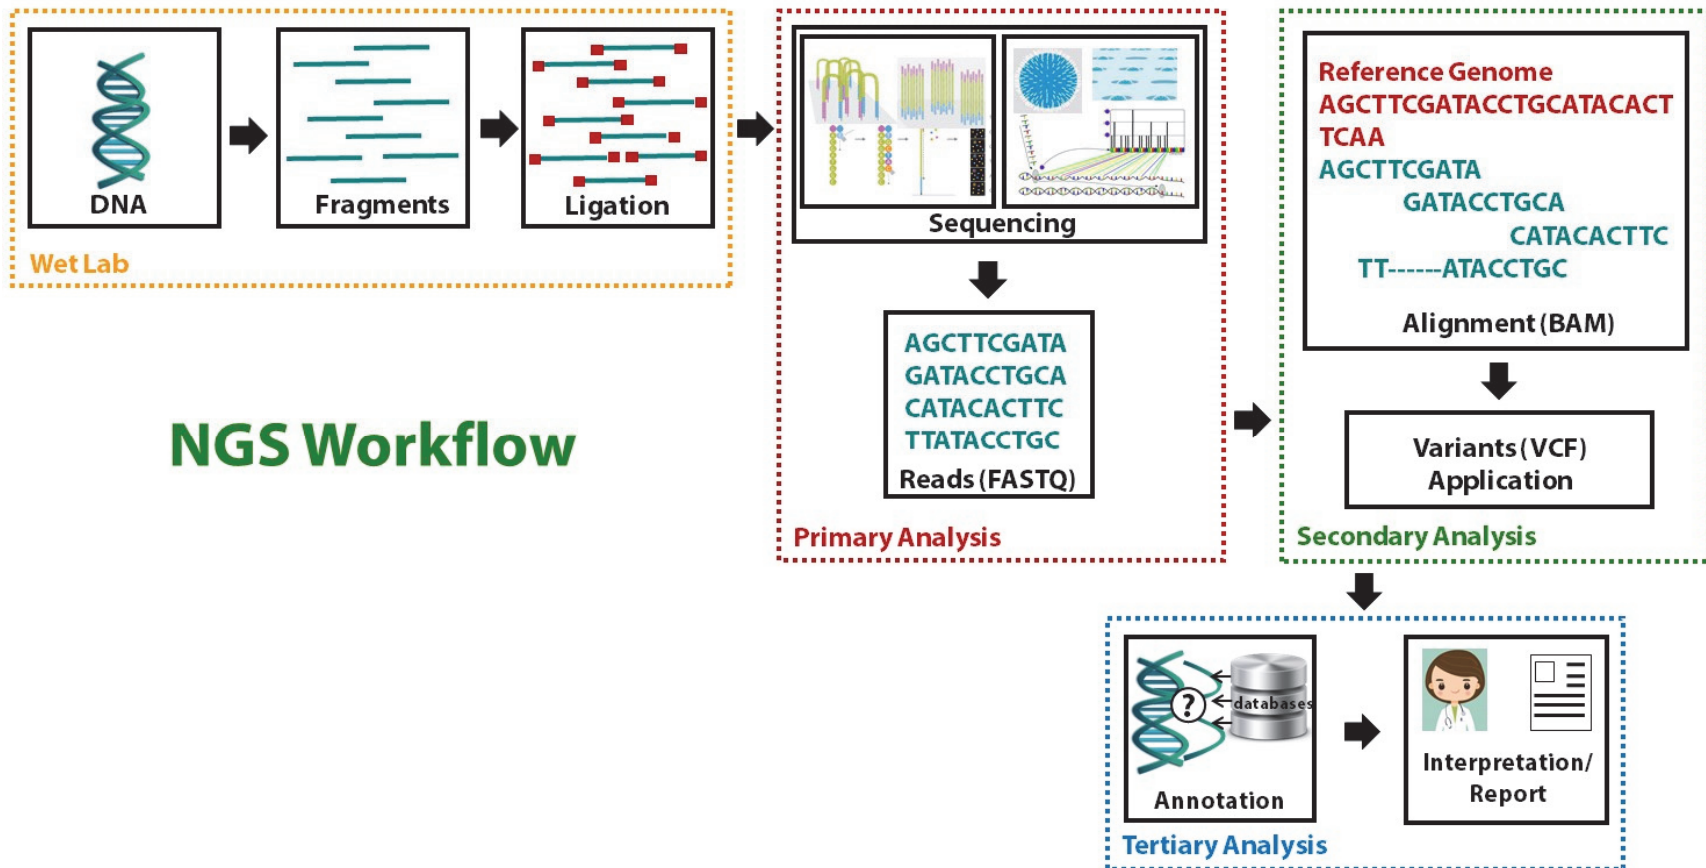 DNA
Fragments
Ligation
Wet Lab
Sequencing
AGCTTCGATA
GATACCTGCA
CATACACTTC
TTATACCTGC
Reads (FASTQ)
Primary Analysis
Reference Genome
AGCTTCGATACCTGCATACACT
TCAA
AGCTTCGATA
GATACCTGCA
CATACACTTC
TT------ATACCTGC
Alignment (BAM)
Variants (VCF)
Application
Secondary Analysis
NGS Workflow
?
databases
Annotation
Interpretation/
Report
Tertiary Analysis